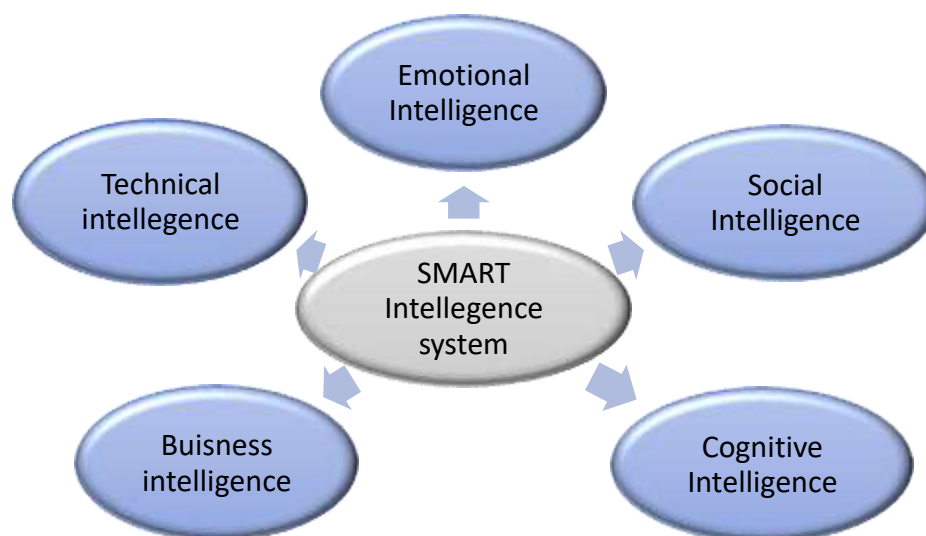 Emotional
Intelligence
Technical
intellegence
Social
Intelligence
SMART
Intellegence
system
Buisness
intelligence
Cognitive
Intelligence